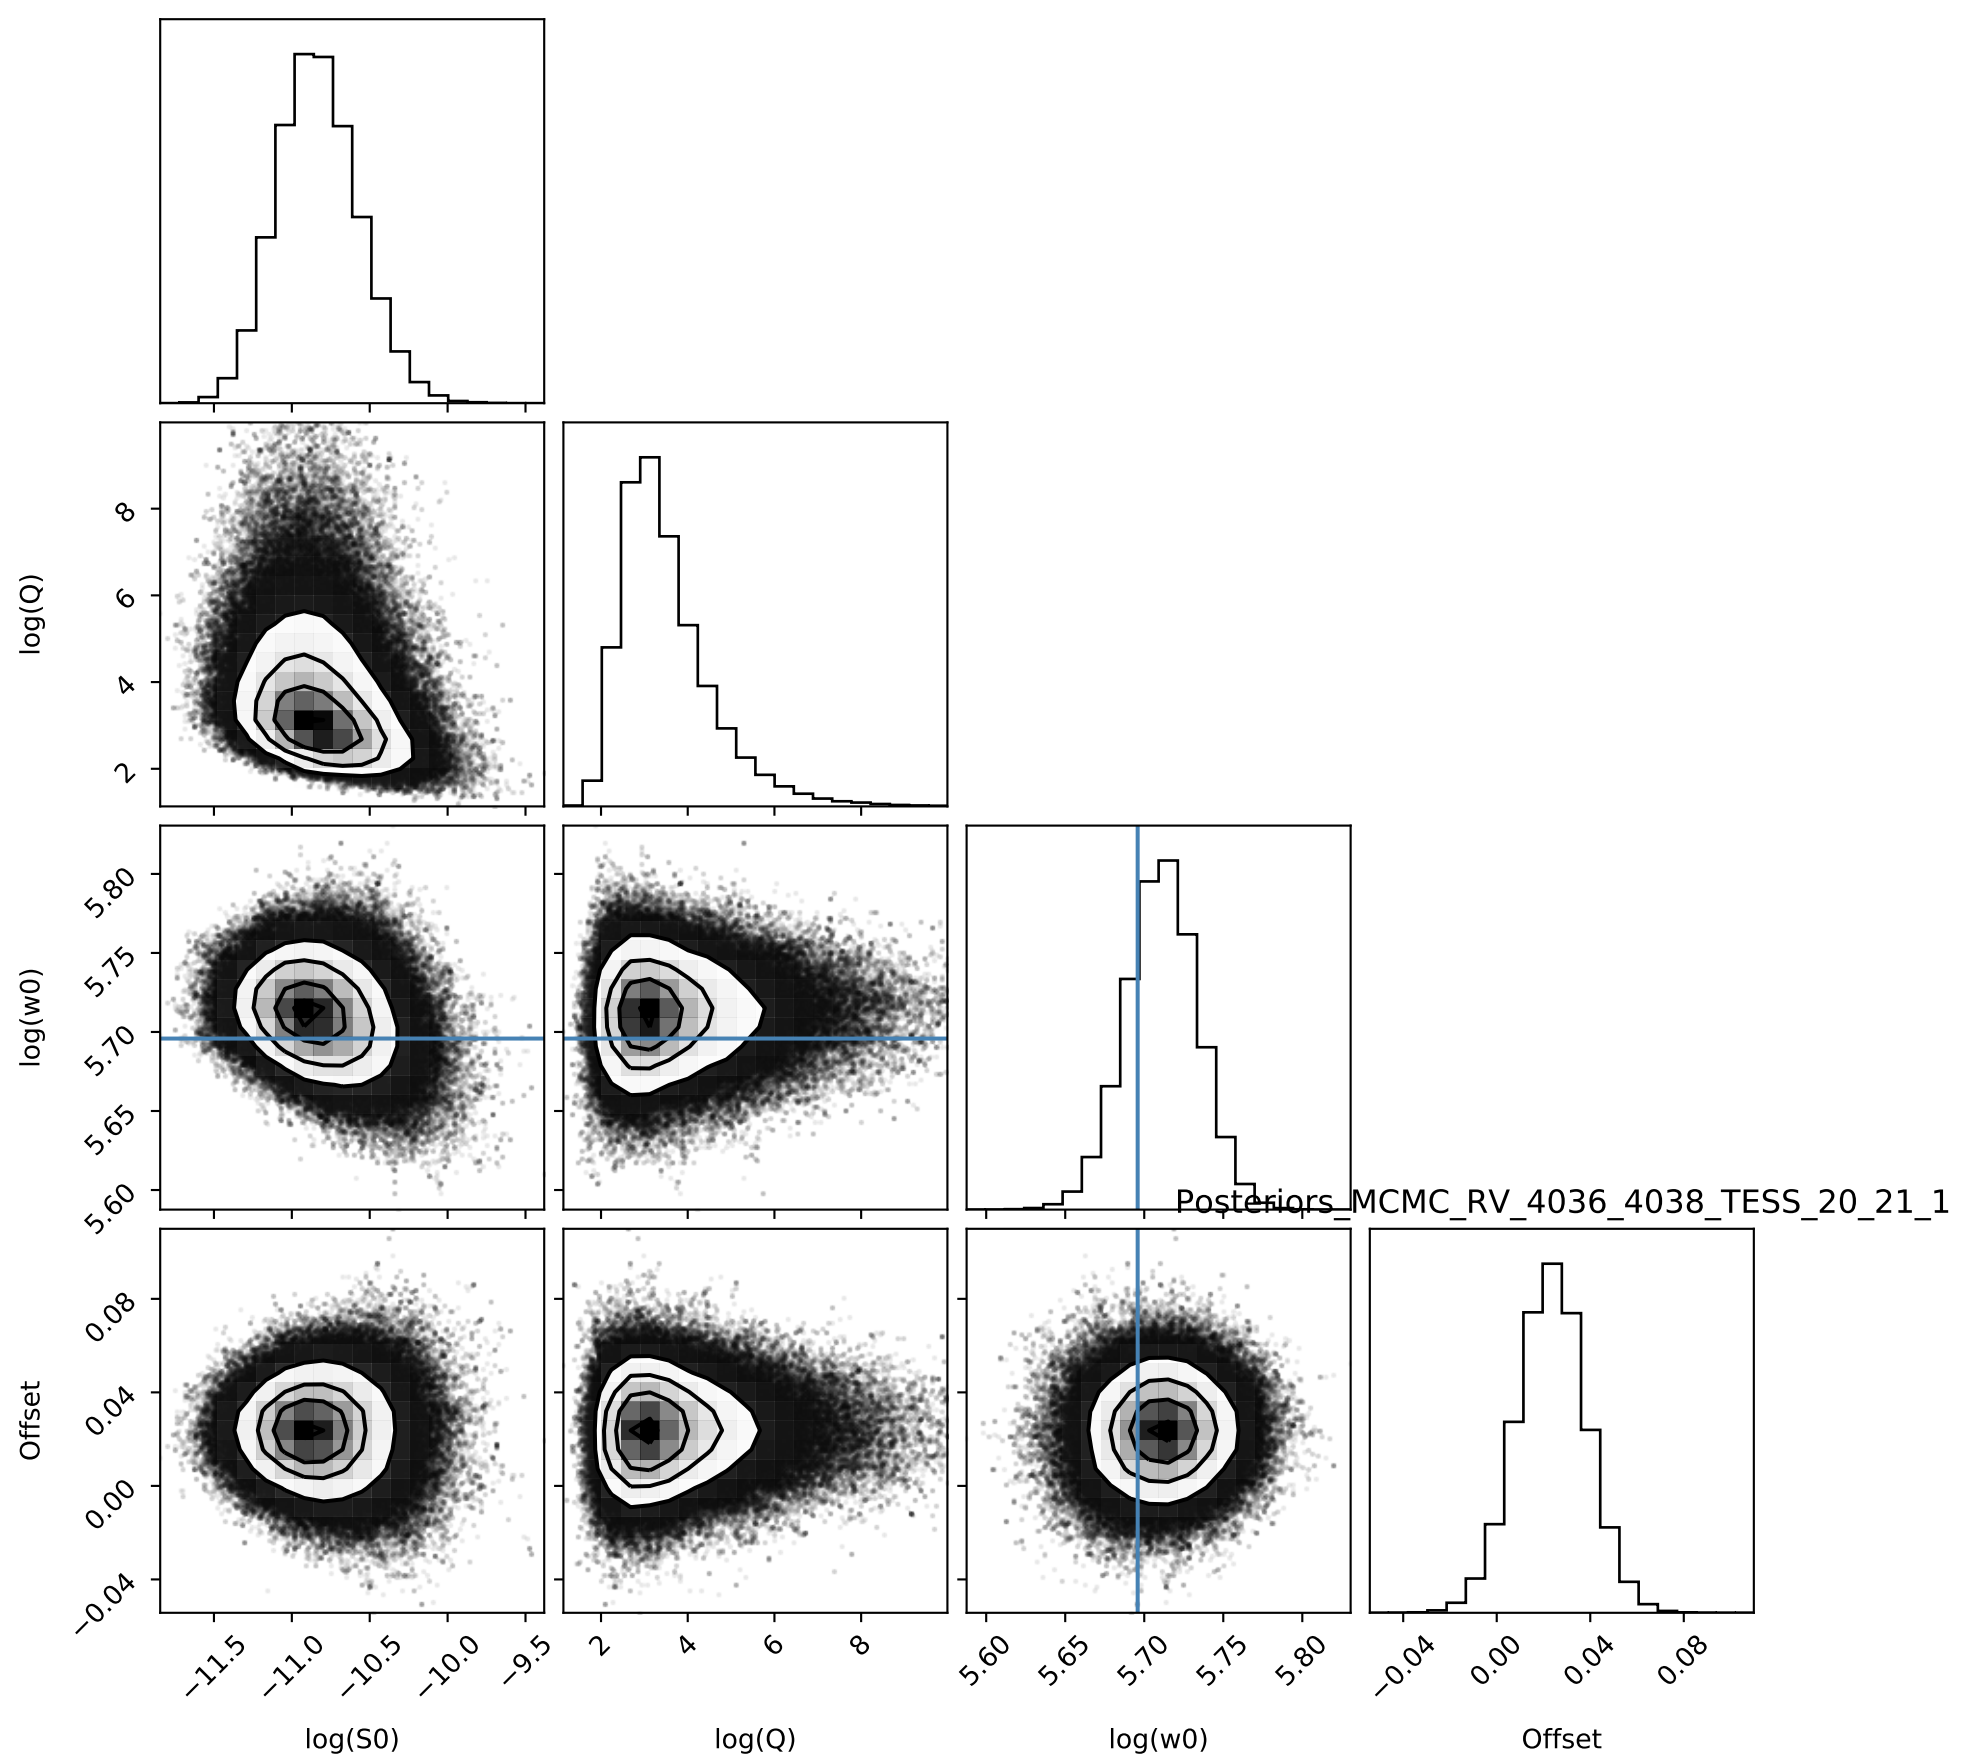 log(Q)
8
6
4
2
log(w0)
5.80
5.75
5.70
5.65
5.60
Posteriors_MCMC_RV_4036_4038_TESS_20_21_1
Offset
0.08
0.04
0.00
−0.04
−11.5 −11.0 −10.5 −10.0 −9.5
2 4 6 8
5.60 5.65 5.70 5.75 5.80
−0.04 0.00 0.04 0.08
log(S0)
log(Q)
log(w0)
Offset